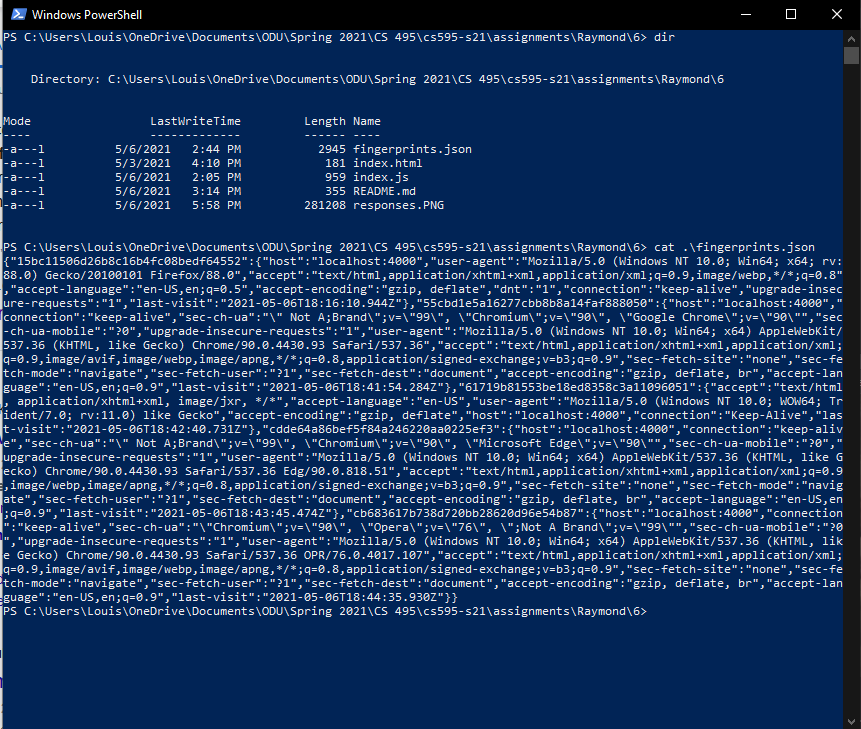 Windows PowerShell
PS C:\Users\Louis\OneDrive\Documents\ODU\Spring 2021\CS 495\cs595-s21\assignments\Raymond\6> dir
Directory: C:\Users\Louis\OneDrive\Documents\ODU\Spring 2021\CS 495\cs595-s21\assignments\Raymond\6
Mode LastWriteTime Length Name
---- ------------- ------ ----
-a---l 5/6/2021 2:44 PM 2945 fingerprints.json
-a---l 5/3/2021 4:10 PM 181 index.html
-a---l 5/6/2021 2:05 PM 959 index.js
-a---l 5/6/2021 3:14 PM 355 README.md
-a---l 5/6/2021 5:58 PM 281208 responses.PNG
PS C:\Users\Louis\OneDrive\Documents\ODU\Spring 2021\CS 495\cs595-s21\assignments\Raymond\6> cat .\fingerprints.json
{"15bc11506d26b8c16b4fc08bedf64552":{"host":"localhost:4000","user-agent":"Mozilla/5.0 (Windows NT 10.0; Win64; x64; rv:
88.0) Gecko/20100101 Firefox/88.0","accept":"text/html,application/xhtml+xml,application/xml;q=0.9,image/webp,*/*;q=0.8"
,"accept-language":"en-US,en;q=0.5","accept-encoding":"gzip, deflate","dnt":"1","connection":"keep-alive","upgrade-insec
ure-requests":"1","last-visit":"2021-05-06T18:16:10.944Z"},"55cbd1e5a16277cbb8b8a14faf888050":{"host":"localhost:4000","
connection":"keep-alive","sec-ch-ua":"\" Not A;Brand\";v=\"99\", \"Chromium\";v=\"90\", \"Google Chrome\";v=\"90\"","sec
-ch-ua-mobile":"?0","upgrade-insecure-requests":"1","user-agent":"Mozilla/5.0 (Windows NT 10.0; Win64; x64) AppleWebKit/
537.36 (KHTML, like Gecko) Chrome/90.0.4430.93 Safari/537.36","accept":"text/html,application/xhtml+xml,application/xml;
q=0.9,image/avif,image/webp,image/apng,*/*;q=0.8,application/signed-exchange;v=b3;q=0.9","sec-fetch-site":"none","sec-fe
tch-mode":"navigate","sec-fetch-user":"?1","sec-fetch-dest":"document","accept-encoding":"gzip, deflate, br","accept-lan
guage":"en-US,en;q=0.9","last-visit":"2021-05-06T18:41:54.284Z"},"61719b81553be18ed8358c3a11096051":{"accept":"text/html
, application/xhtml+xml, image/jxr, */*","accept-language":"en-US","user-agent":"Mozilla/5.0 (Windows NT 10.0; WOW64; Tr
ident/7.0; rv:11.0) like Gecko","accept-encoding":"gzip, deflate","host":"localhost:4000","connection":"Keep-Alive","las
t-visit":"2021-05-06T18:42:40.731Z"},"cdde64a86bef5f84a246220aa0225ef3":{"host":"localhost:4000","connection":"keep-aliv
e","sec-ch-ua":"\" Not A;Brand\";v=\"99\", \"Chromium\";v=\"90\", \"Microsoft Edge\";v=\"90\"","sec-ch-ua-mobile":"?0","
upgrade-insecure-requests":"1","user-agent":"Mozilla/5.0 (Windows NT 10.0; Win64; x64) AppleWebKit/537.36 (KHTML, like G
ecko) Chrome/90.0.4430.93 Safari/537.36 Edg/90.0.818.51","accept":"text/html,application/xhtml+xml,application/xml;q=0.9
,image/webp,image/apng,*/*;q=0.8,application/signed-exchange;v=b3;q=0.9","sec-fetch-site":"none","sec-fetch-mode":"navig
ate","sec-fetch-user":"?1","sec-fetch-dest":"document","accept-encoding":"gzip, deflate, br","accept-language":"en-US,en
;q=0.9","last-visit":"2021-05-06T18:43:45.474Z"},"cb683617b738d720bb28620d96e54b87":{"host":"localhost:4000","connection
":"keep-alive","sec-ch-ua":"\"Chromium\";v=\"90\", \"Opera\";v=\"76\", \";Not A Brand\";v=\"99\"","sec-ch-ua-mobile":"?0
","upgrade-insecure-requests":"1","user-agent":"Mozilla/5.0 (Windows NT 10.0; Win64; x64) AppleWebKit/537.36 (KHTML, lik
e Gecko) Chrome/90.0.4430.93 Safari/537.36 OPR/76.0.4017.107","accept":"text/html,application/xhtml+xml,application/xml;
q=0.9,image/avif,image/webp,image/apng,*/*;q=0.8,application/signed-exchange;v=b3;q=0.9","sec-fetch-site":"none","sec-fe
tch-mode":"navigate","sec-fetch-user":"?1","sec-fetch-dest":"document","accept-encoding":"gzip, deflate, br","accept-lan
guage":"en-US,en;q=0.9","last-visit":"2021-05-06T18:44:35.930Z"}}
PS C:\Users\Louis\OneDrive\Documents\ODU\Spring 2021\CS 495\cs595-s21\assignments\Raymond\6>